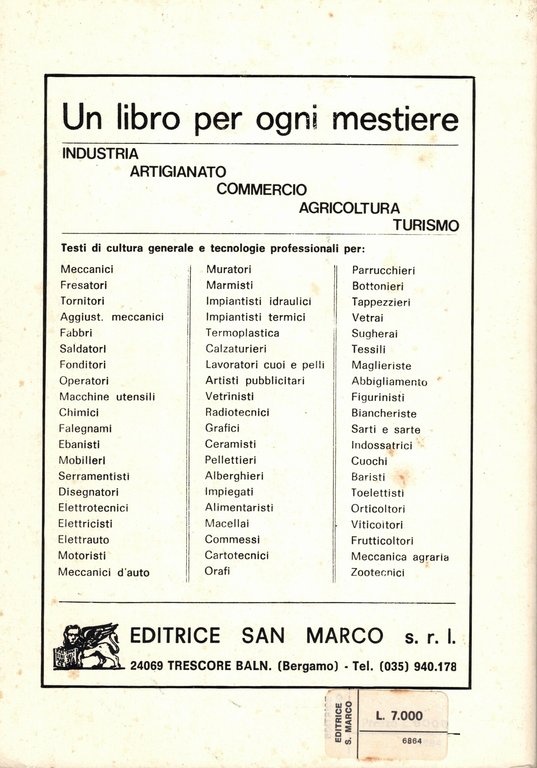 Un libro per ogni mestiere
INDUSTRIA
ARTIGIANATO
COMMERCIO
AGRICOLTURA
TURISMO
Testi di cultura generale e tecnologie professionali per:
Meccanici
Fresatori
Tornitori
Aggiust. meccanici
Fabbri
Saldatori
Fonditori
Operatori
Macchine utensili
Chimici
Falegnami
Ebanisti
Mobilieri
Serramentisti
Disegnatori
Elettrotecnici
Elettricisti
Elettrauto
Motoristi
Meccanici d'auto
Muratori
Marmisti
Impiantisti idraulici
Impiantisti termici
Termoplastica
Calzaturieri
Lavoratori cuoi e pelli
Artisti pubblicitari
Vetrinisti
Radiotecnici
Grafici
Ceramisti
Pellettieri
Alberghieri
Impiegati
Alimentaristi
Macellai
Commessi
Cartotecnici
Orafi
Parrucchieri
Bottonieri
Tappezzieri
Vetrai
Sugherai
Tessili
Maglieriste
Abbigliamento
Figurinisti
Biancheriste
Sarti e sarte
Indossatrici
Cuochi
Baristi
Toelettisti
Orticoltori
Viticoltori
Frutticoltori
Meccanica agraria
Zootecnici
EDITRICE SAN MARCO s. r. l.
24069 TRESCORE BALN. (Bergamo) - Tel. (035) 940.178
EDITRICE
S. MARCO
L. 7.000
6864